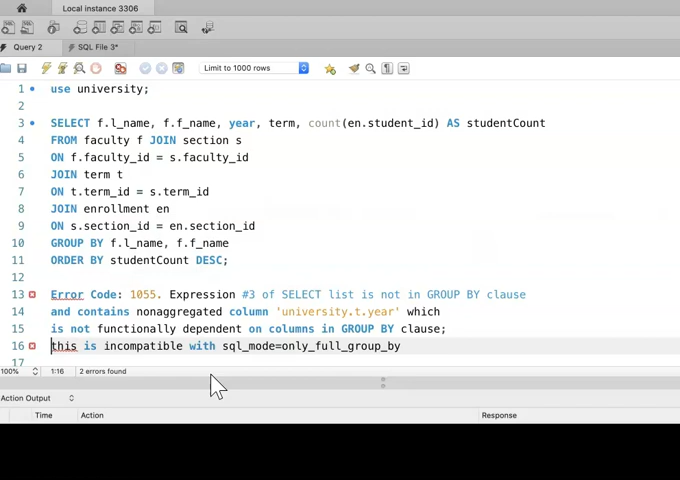 Local instance 3306
Query 2
SQL File 3*
Limit to 1000 rows
1 use university;
2
3 SELECT f.l_name, f.f_name, year, term, count(en.student_id) AS studentCount
4 FROM faculty f JOIN section s
5 ON f.faculty_id = s.faculty_id
6 JOIN term t
7 ON t.term_id = s.term_id
8 JOIN enrollment en
9 ON s.section_id = en.section_id
10 GROUP BY f.l_name, f.f_name
11 ORDER BY studentCount DESC;
12
13 Error Code: 1055. Expression #3 of SELECT list is not in GROUP BY clause
14 and contains nonaggregated column 'university.t.year' which
15 is not functionally dependent on columns in GROUP BY clause;
16 this is incompatible with sql_mode=only_full_group_by
17
100% 1:16 2 errors found
Action Output
Time Action Response